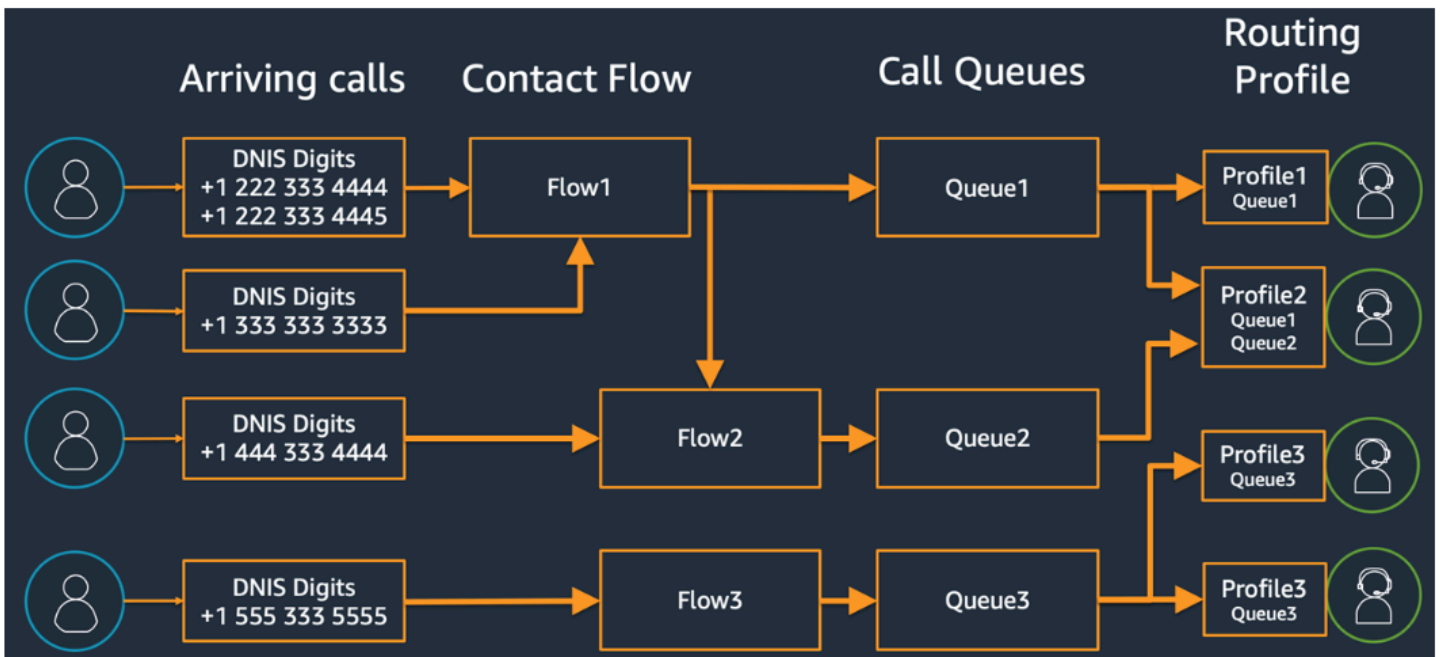 Arriving calls
Contact Flow
Call Queues
Routing
Profile
DNIS Digits
+1 222 333 4444
+1 222 333 4445
Flow1
Queue1
Profile1
Queue1
DNIS Digits
+1 333 333 3333
Profile2
Queue1
Queue2
DNIS Digits
+1 444 333 4444
Flow2
Queue2
Profile3
Queue3
DNIS Digits
+1 555 333 5555
Flow3
Queue3
Profile3
Queue3